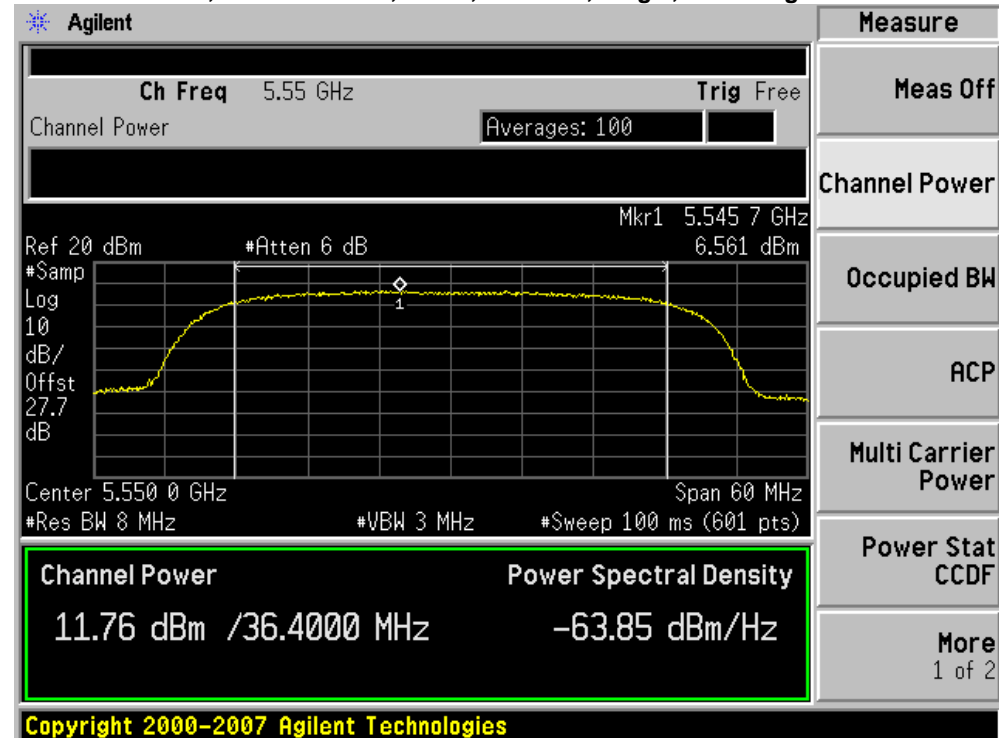 Agilent
Measure
Ch Freq 5.55 GHz Trig Free
Channel Power Averages: 100
Mkr1 5.545 7 GHz
Ref 20 dBm #Atten 6 dB 6.561 dBm
#Samp
Log
10
dB/
Offst
27.7
dB
1
Center 5.550 0 GHz Span 60 MHz
#Res BW 8 MHz #VBW 3 MHz #Sweep 100 ms (601 pts)
Channel Power Power Spectral Density
11.76 dBm /36.4000 MHz -63.85 dBm/Hz
Copyright 2000-2007 Agilent Technologies
Meas Off
Channel Power
Occupied BW
ACP
Multi Carrier
Power
Power Stat
CCDF
More
1 of 2